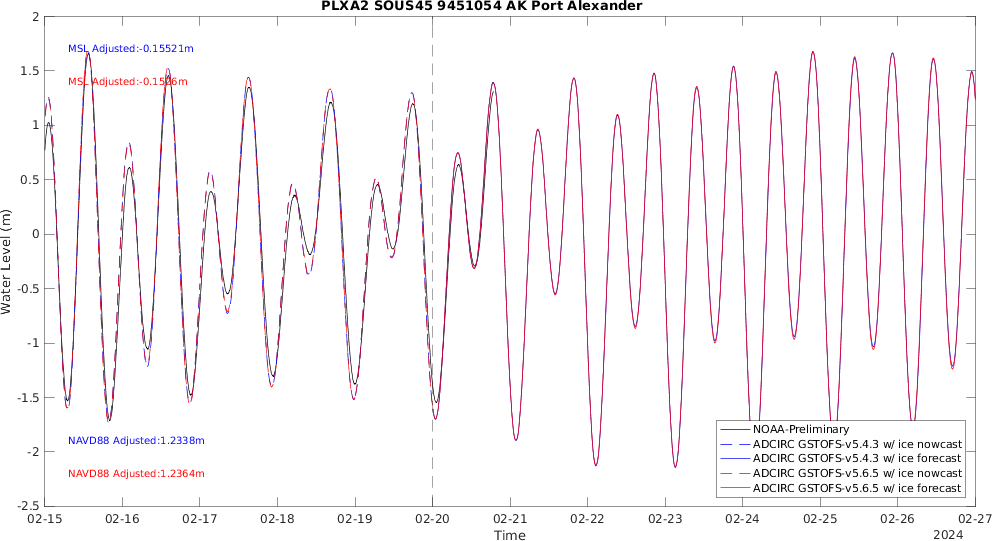 PLXA2 SOUS45 9451054 AK Port Alexander
2
1.5
1
0.5
0
-0.5
-1
-1.5
-2
-2.5
Water Level (m)
MSL Adjusted:-0.15521m
MSL Adjusted:-0.1526m
NAVD88 Adjusted:1.2338m
NAVD88 Adjusted:1.2364m
NOAA-Preliminary
ADCIRC GSTOFS-v5.4.3 w/ ice nowcast
ADCIRC GSTOFS-v5.4.3 w/ ice forecast
ADCIRC GSTOFS-v5.6.5 w/ ice nowcast
ADCIRC GSTOFS-v5.6.5 w/ ice forecast
02-15 02-16 02-17 02-18 02-19 02-20 02-21 02-22 02-23 02-24 02-25 02-26 02-27
Time
2024